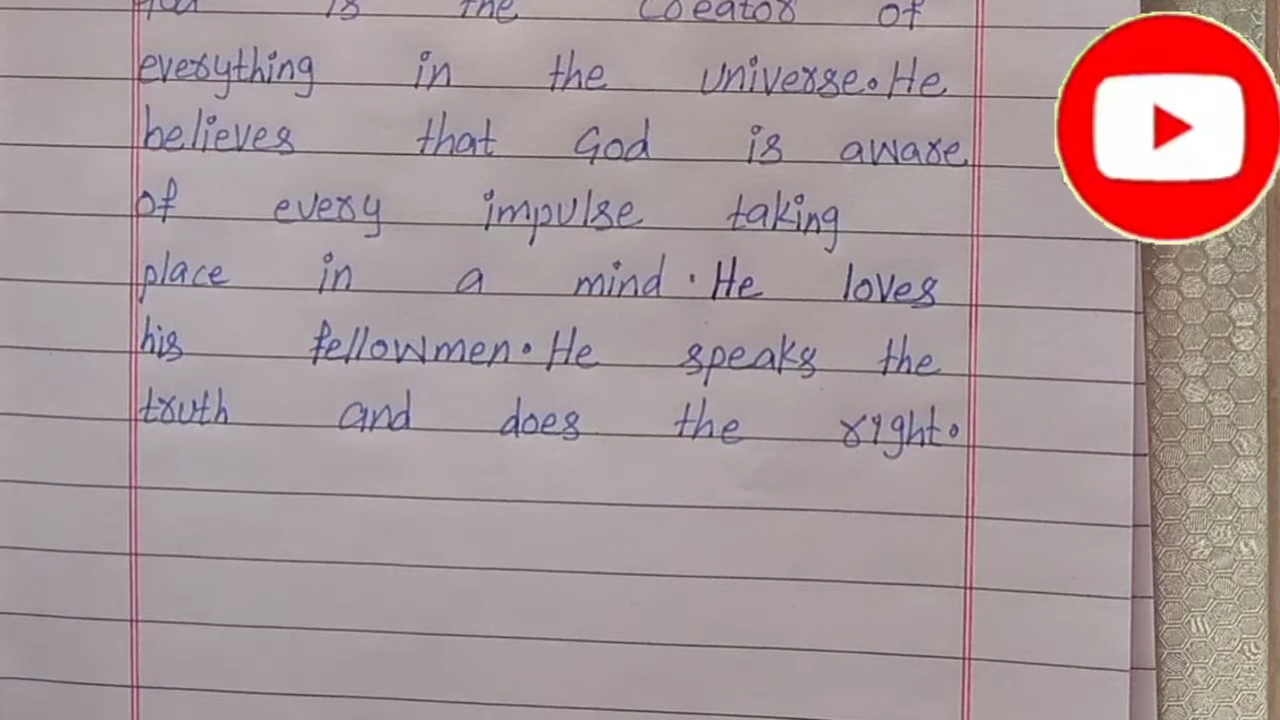 God is the Creator of
everything in the universe. He
believes that God is aware
of every impulse taking
place in a mind. He loves
his fellowmen. He speaks the
truth and does the right.